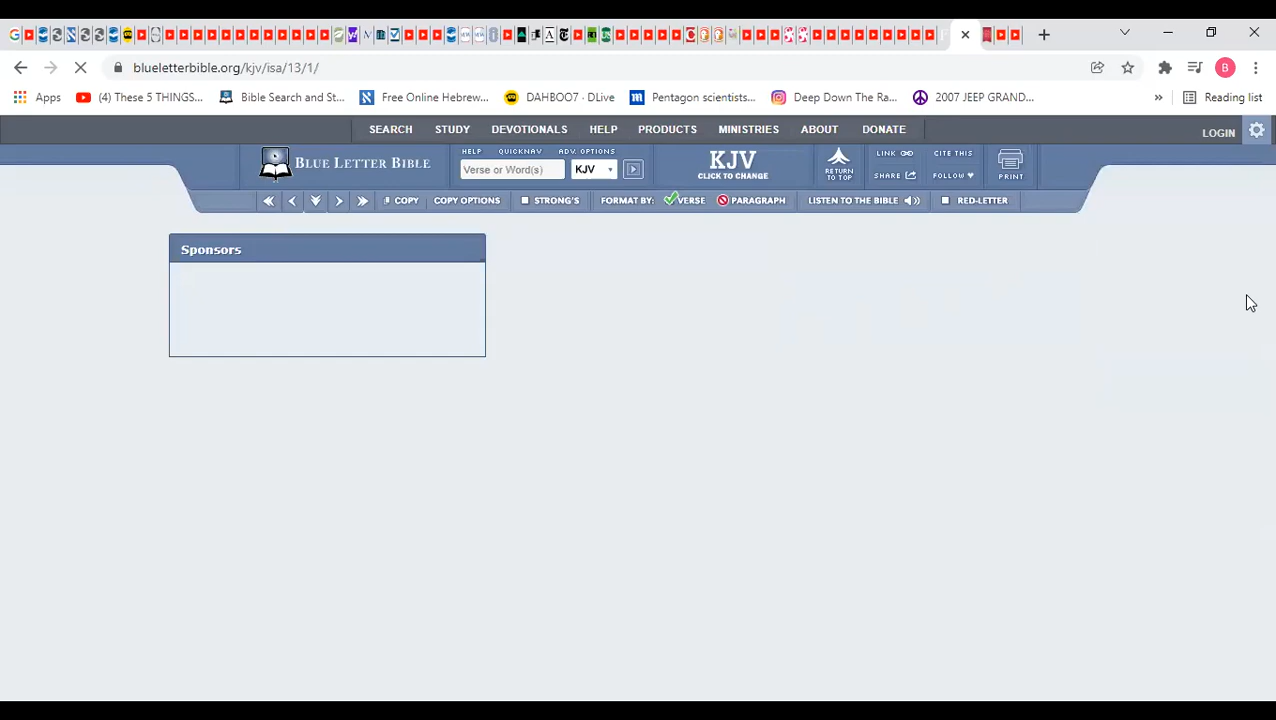 blueletterbible.org/kjv/isa/13/1/
B
Apps (4) These 5 THINGS... Bible Search and St... Free Online Hebrew... DAHBOO7 · DLive Pentagon scientists... Deep Down The Ra... 2007 JEEP GRAND... » Reading list
SEARCH STUDY DEVOTIONALS HELP PRODUCTS MINISTRIES ABOUT DONATE LOGIN
HELP QUICKNAV ADV. OPTIONS
BLUE LETTER BIBLE Verse or Word(s) KJV
KJV
CLICK TO CHANGE
RETURN TO TOP
LINK CITE THIS
SHARE FOLLOW PRINT
COPY COPY OPTIONS STRONG'S FORMAT BY: VERSE PARAGRAPH LISTEN TO THE BIBLE RED-LETTER
Sponsors